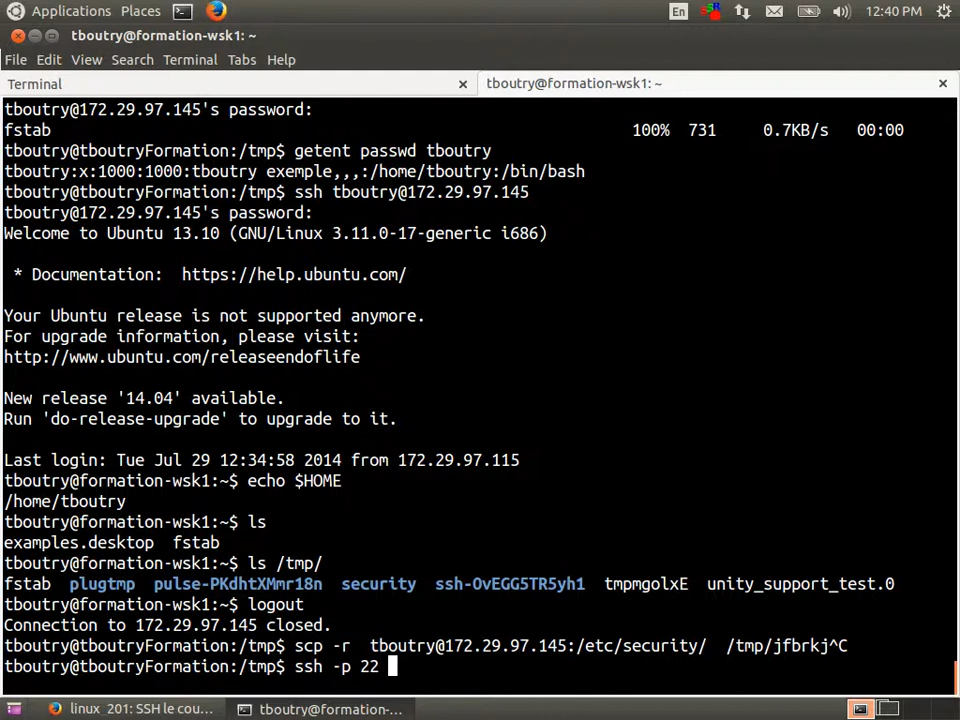 Applications Places En 12:40 PM
tboutry@formation-wsk1: ~
File Edit View Search Terminal Tabs Help
Terminal × tboutry@formation-wsk1: ~ ×
tboutry@172.29.97.145's password:
fstab 100% 731 0.7KB/s 00:00
tboutry@tboutryFormation:/tmp$ getent passwd tboutry
tboutry:x:1000:1000:tboutry exemple,,,:/home/tboutry:/bin/bash
tboutry@tboutryFormation:/tmp$ ssh tboutry@172.29.97.145
tboutry@172.29.97.145's password:
Welcome to Ubuntu 13.10 (GNU/Linux 3.11.0-17-generic i686)
* Documentation:  https://help.ubuntu.com/
Your Ubuntu release is not supported anymore.
For upgrade information, please visit:
http://www.ubuntu.com/releaseendoflife
New release '14.04' available.
Run 'do-release-upgrade' to upgrade to it.
Last login: Tue Jul 29 12:34:58 2014 from 172.29.97.115
tboutry@formation-wsk1:~$ echo $HOME
/home/tboutry
tboutry@formation-wsk1:~$ ls
examples.desktop  fstab
tboutry@formation-wsk1:~$ ls /tmp/
fstab  plugtmp  pulse-PKdhtXMmr18n  security  ssh-OvEGG5TR5yh1  tmpmgolxE  unity_support_test.0
tboutry@formation-wsk1:~$ logout
Connection to 172.29.97.145 closed.
tboutry@tboutryFormation:/tmp$ scp -r  tboutry@172.29.97.145:/etc/security/  /tmp/jfbrkj^C
tboutry@tboutryFormation:/tmp$ ssh -p 22
linux_201: SSH le cou... tboutry@formation-...